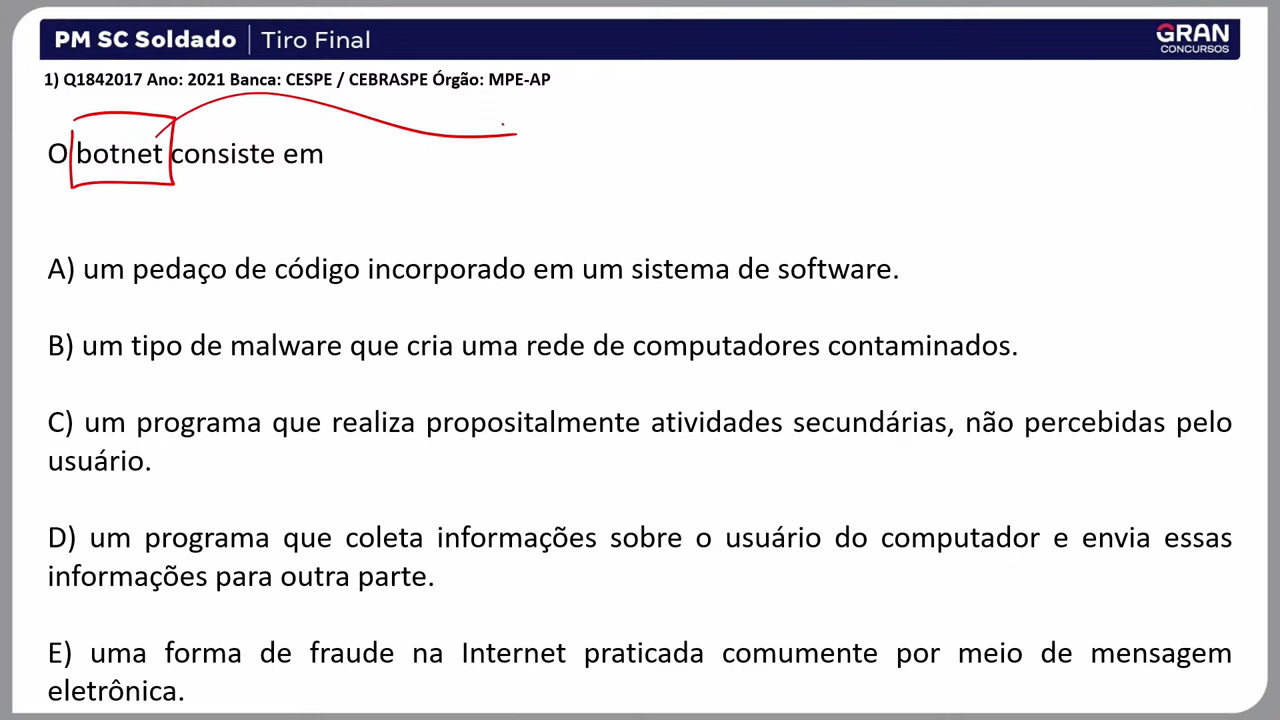 PM SC Soldado | Tiro Final
GRAN
CONCURSOS
1) Q1842017 Ano: 2021 Banca: CESPE / CEBRASPE Órgão: MPE-AP
O botnet consiste em
A) um pedaço de código incorporado em um sistema de software.
B) um tipo de malware que cria uma rede de computadores contaminados.
C) um programa que realiza propositalmente atividades secundárias, não percebidas pelo
usuário.
D) um programa que coleta informações sobre o usuário do computador e envia essas
informações para outra parte.
E) uma forma de fraude na Internet praticada comumente por meio de mensagem
eletrônica.